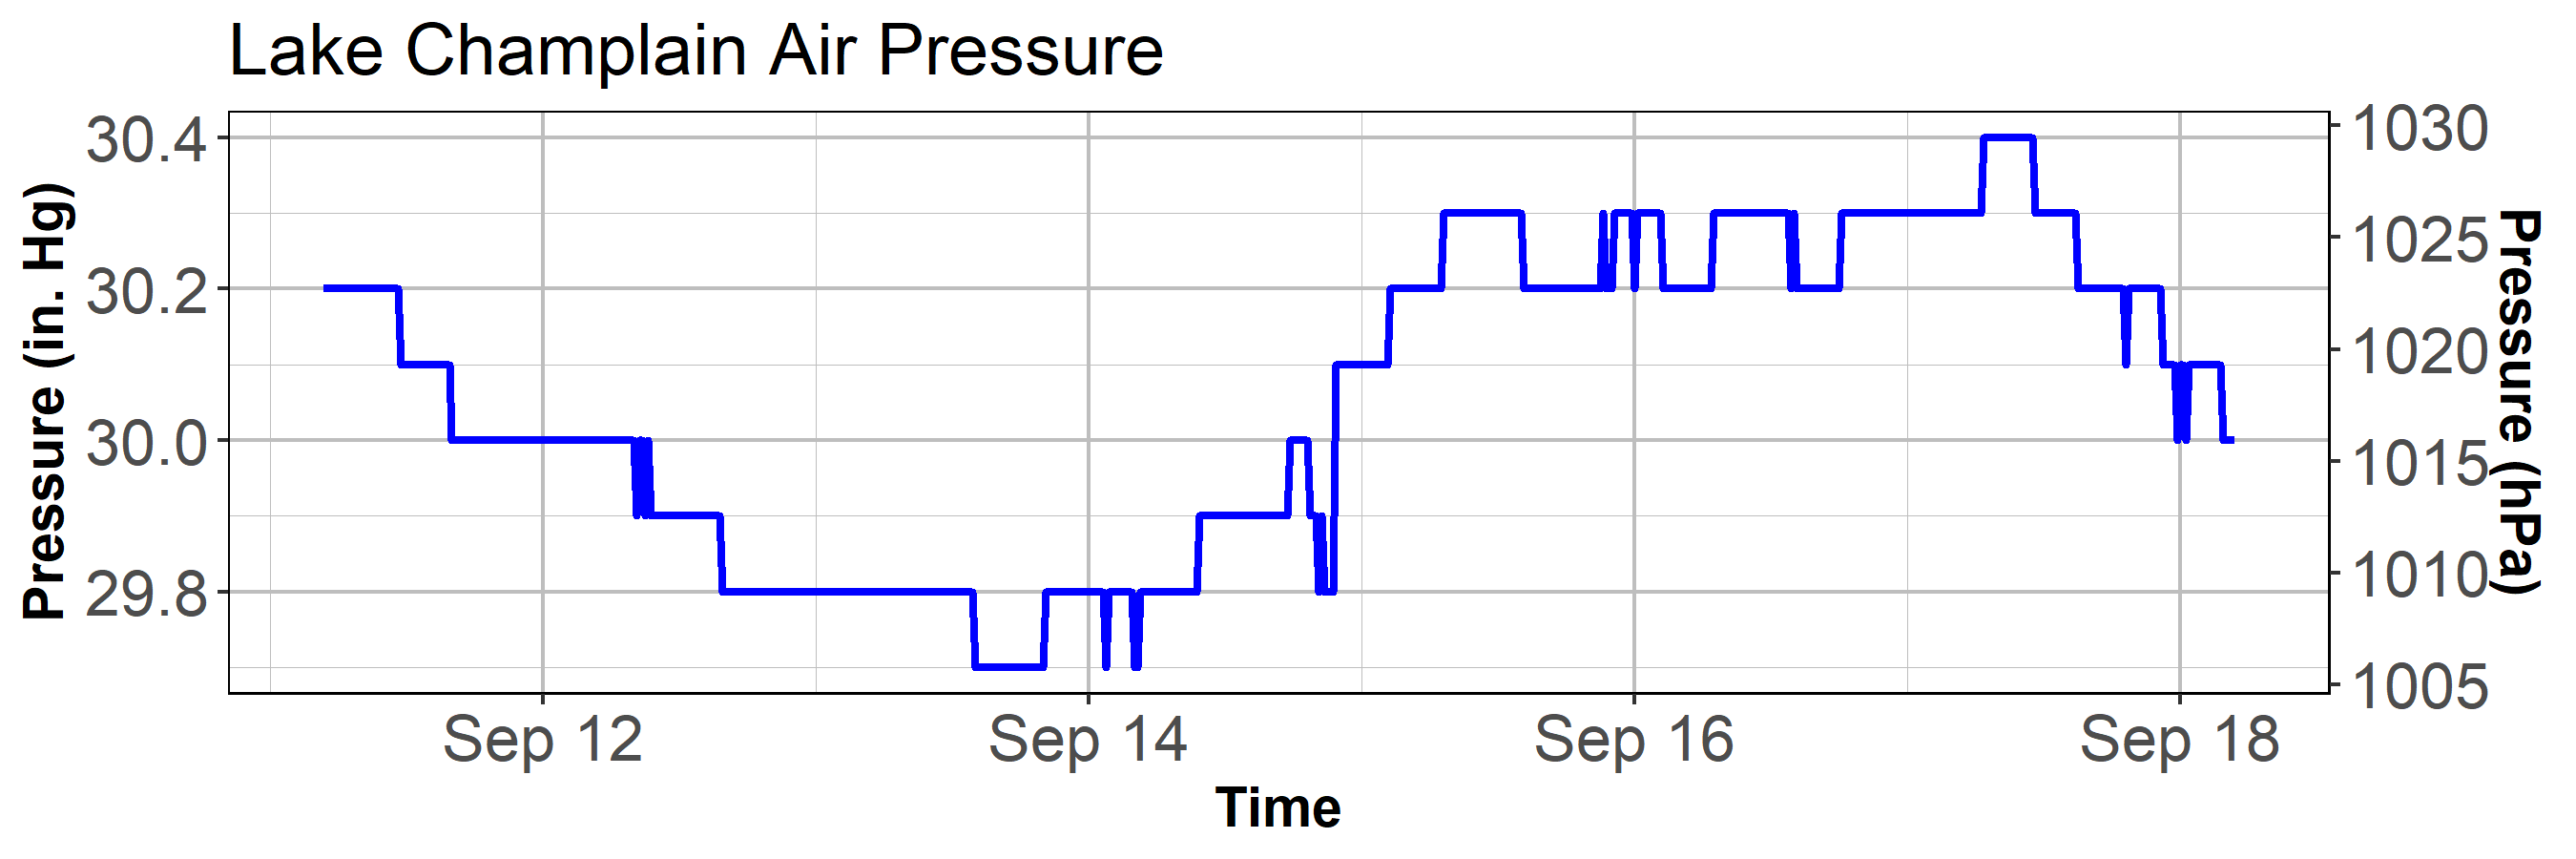 Lake Champlain Air Pressure
Pressure (in. Hg)
30.4
30.2
30.0
29.8
1030
1025
1020
1015
1010
1005
Pressure (hPa)
Sep 12 Sep 14 Sep 16 Sep 18
Time